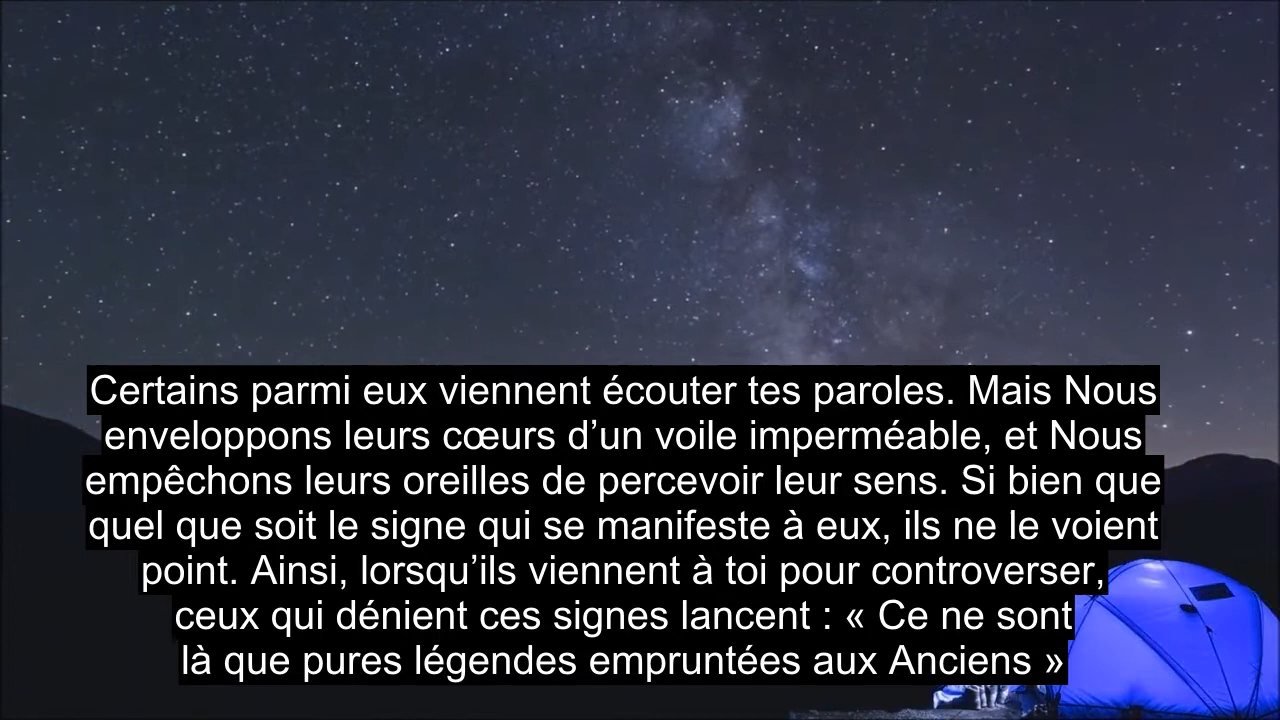 Certains parmi eux viennent écouter tes paroles. Mais Nous
enveloppons leurs cœurs d’un voile imperméable, et Nous
empêchons leurs oreilles de percevoir leur sens. Si bien que
quel que soit le signe qui se manifeste à eux, ils ne le voient
point. Ainsi, lorsqu’ils viennent à toi pour controverser,
ceux qui dénient ces signes lancent : « Ce ne sont
là que pures légendes empruntées aux Anciens »